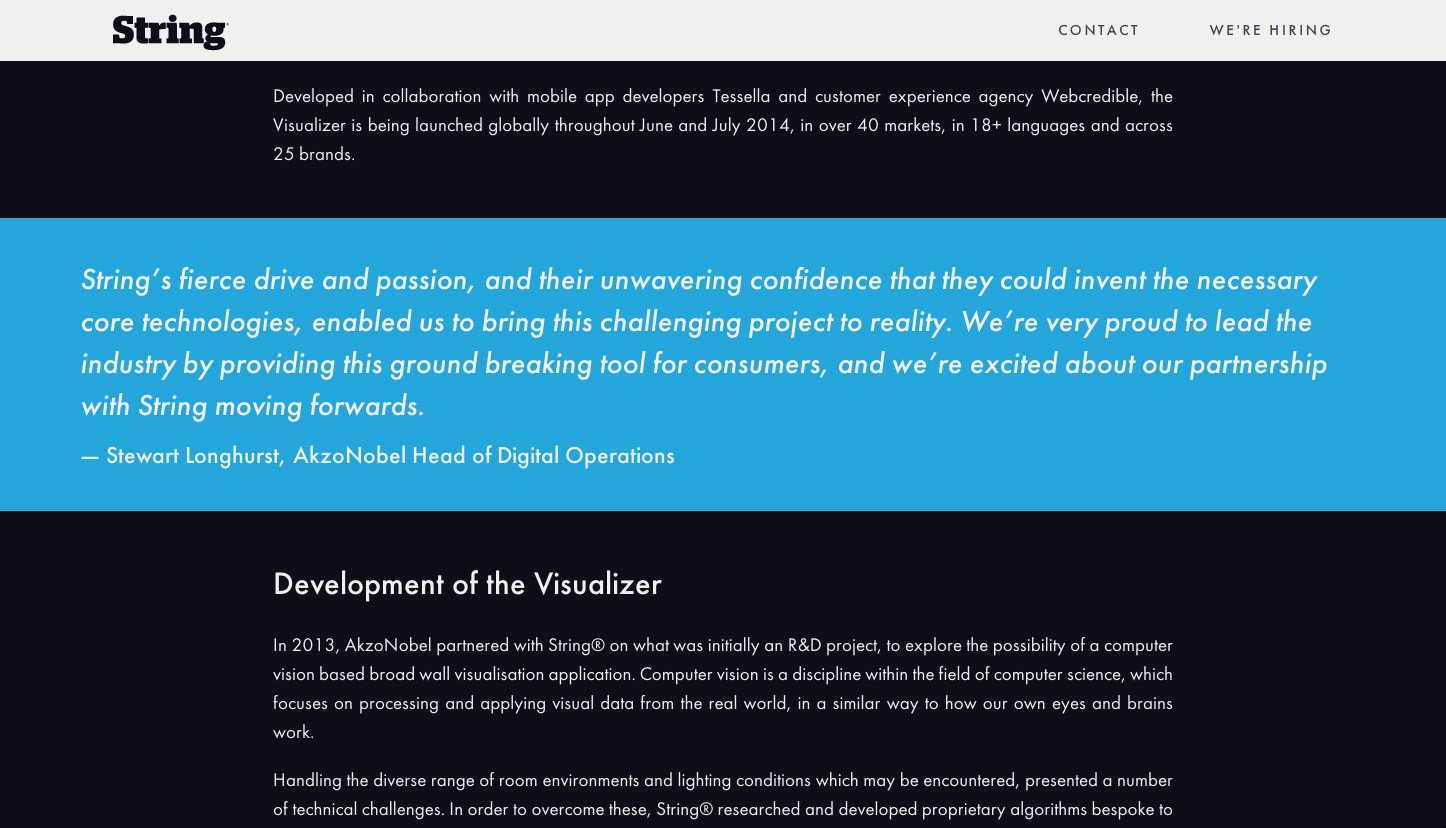 String®
CONTACT
WE'RE HIRING
Developed in collaboration with mobile app developers Tessella and customer experience agency Webcredible, the
Visualizer is being launched globally throughout June and July 2014, in over 40 markets, in 18+ languages and across
25 brands.
String’s fierce drive and passion, and their unwavering confidence that they could invent the necessary
core technologies, enabled us to bring this challenging project to reality. We’re very proud to lead the
industry by providing this ground breaking tool for consumers, and we’re excited about our partnership
with String moving forwards.
— Stewart Longhurst, AkzoNobel Head of Digital Operations
Development of the Visualizer
In 2013, AkzoNobel partnered with String® on what was initially an R&D project, to explore the possibility of a computer
vision based broad wall visualisation application. Computer vision is a discipline within the field of computer science, which
focuses on processing and applying visual data from the real world, in a similar way to how our own eyes and brains
work.
Handling the diverse range of room environments and lighting conditions which may be encountered, presented a number
of technical challenges. In order to overcome these, String® researched and developed proprietary algorithms bespoke to